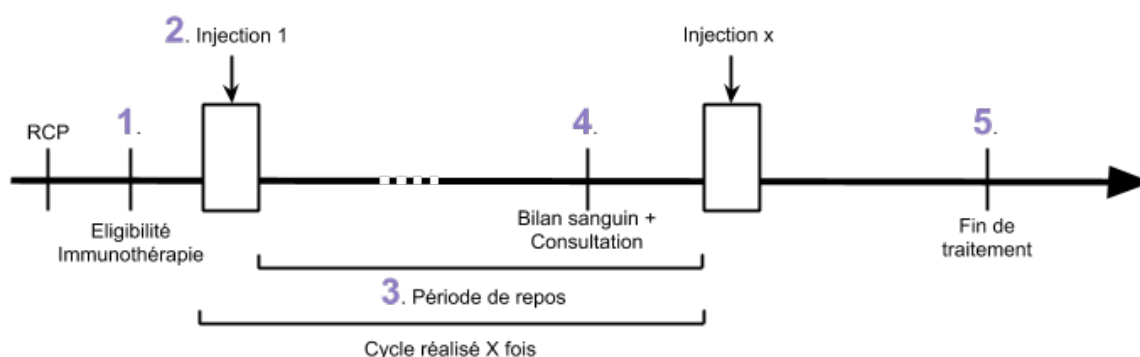 2. Injection 1
Injection x
RCP
1.
4.
5.
Eligibilité
Immunothérapie
Bilan sanguin +
Consultation
Fin de
traitement
3. Période de repos
Cycle réalisé X fois